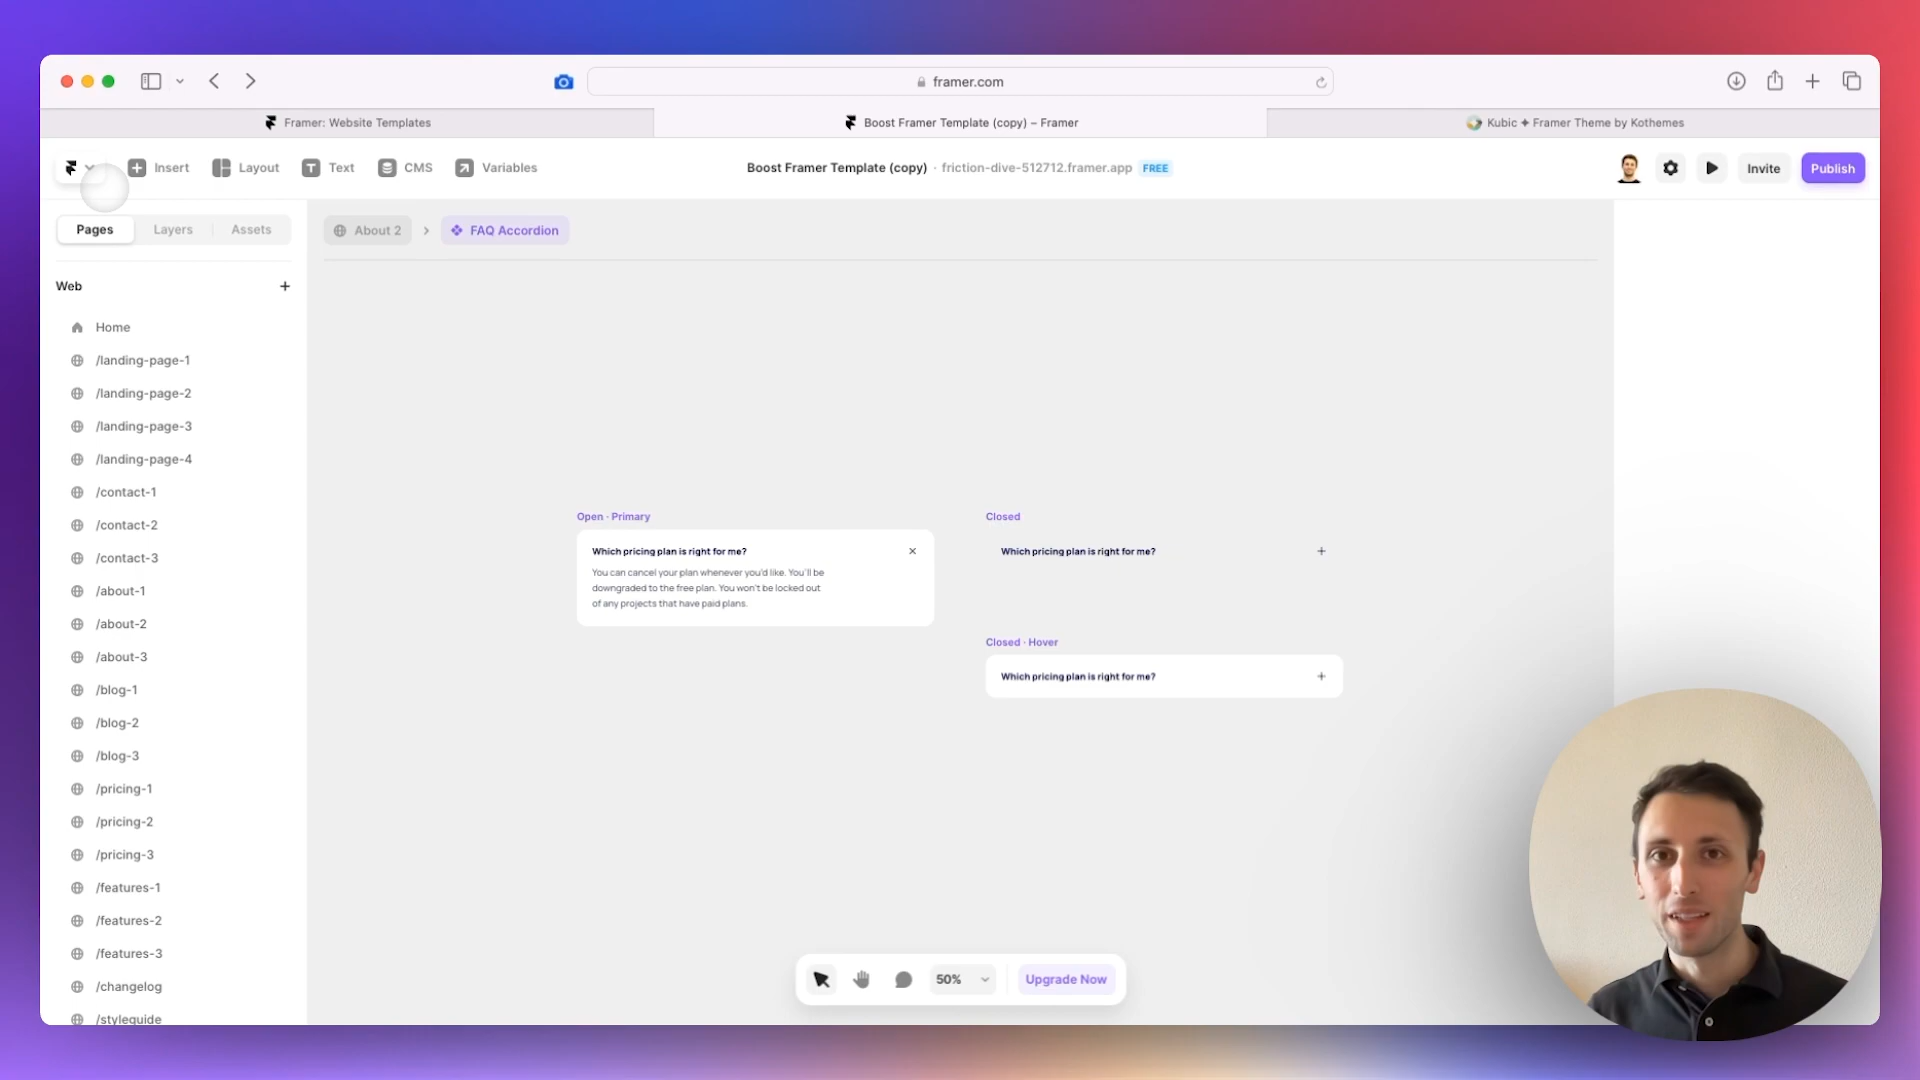 framer.com
Framer: Website Templates
Boost Framer Template (copy) – Framer
Kubic ✦ Framer Theme by Kothemes
Insert
Layout
Text
CMS
Variables
Boost Framer Template (copy) · friction-dive-512712.framer.app FREE
Invite
Publish
Pages
Layers
Assets
About 2
FAQ Accordion
Web
Home
/landing-page-1
/landing-page-2
/landing-page-3
/landing-page-4
/contact-1
/contact-2
/contact-3
/about-1
/about-2
/about-3
/blog-1
/blog-2
/blog-3
/pricing-1
/pricing-2
/pricing-3
/features-1
/features-2
/features-3
/changelog
/styleguide
Open · Primary
Which pricing plan is right for me?
You can cancel your plan whenever you'd like. You'll be
downgraded to the free plan. You won't be locked out
of any projects that have paid plans.
Closed
Which pricing plan is right for me?
Closed · Hover
Which pricing plan is right for me?
50%
Upgrade Now